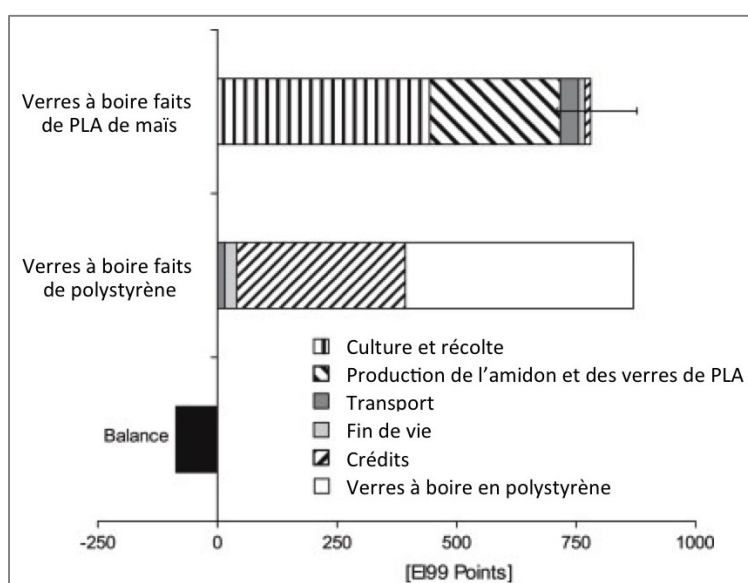 Verres à boire faits
de PLA de maïs
Verres à boire faits
de polystyrène
Balance
Culture et récolte
Production de l'amidon et des verres de PLA
Transport
Fin de vie
Crédits
Verres à boire en polystyrène
-250 0 250 500 750 1000
[EI99 Points]